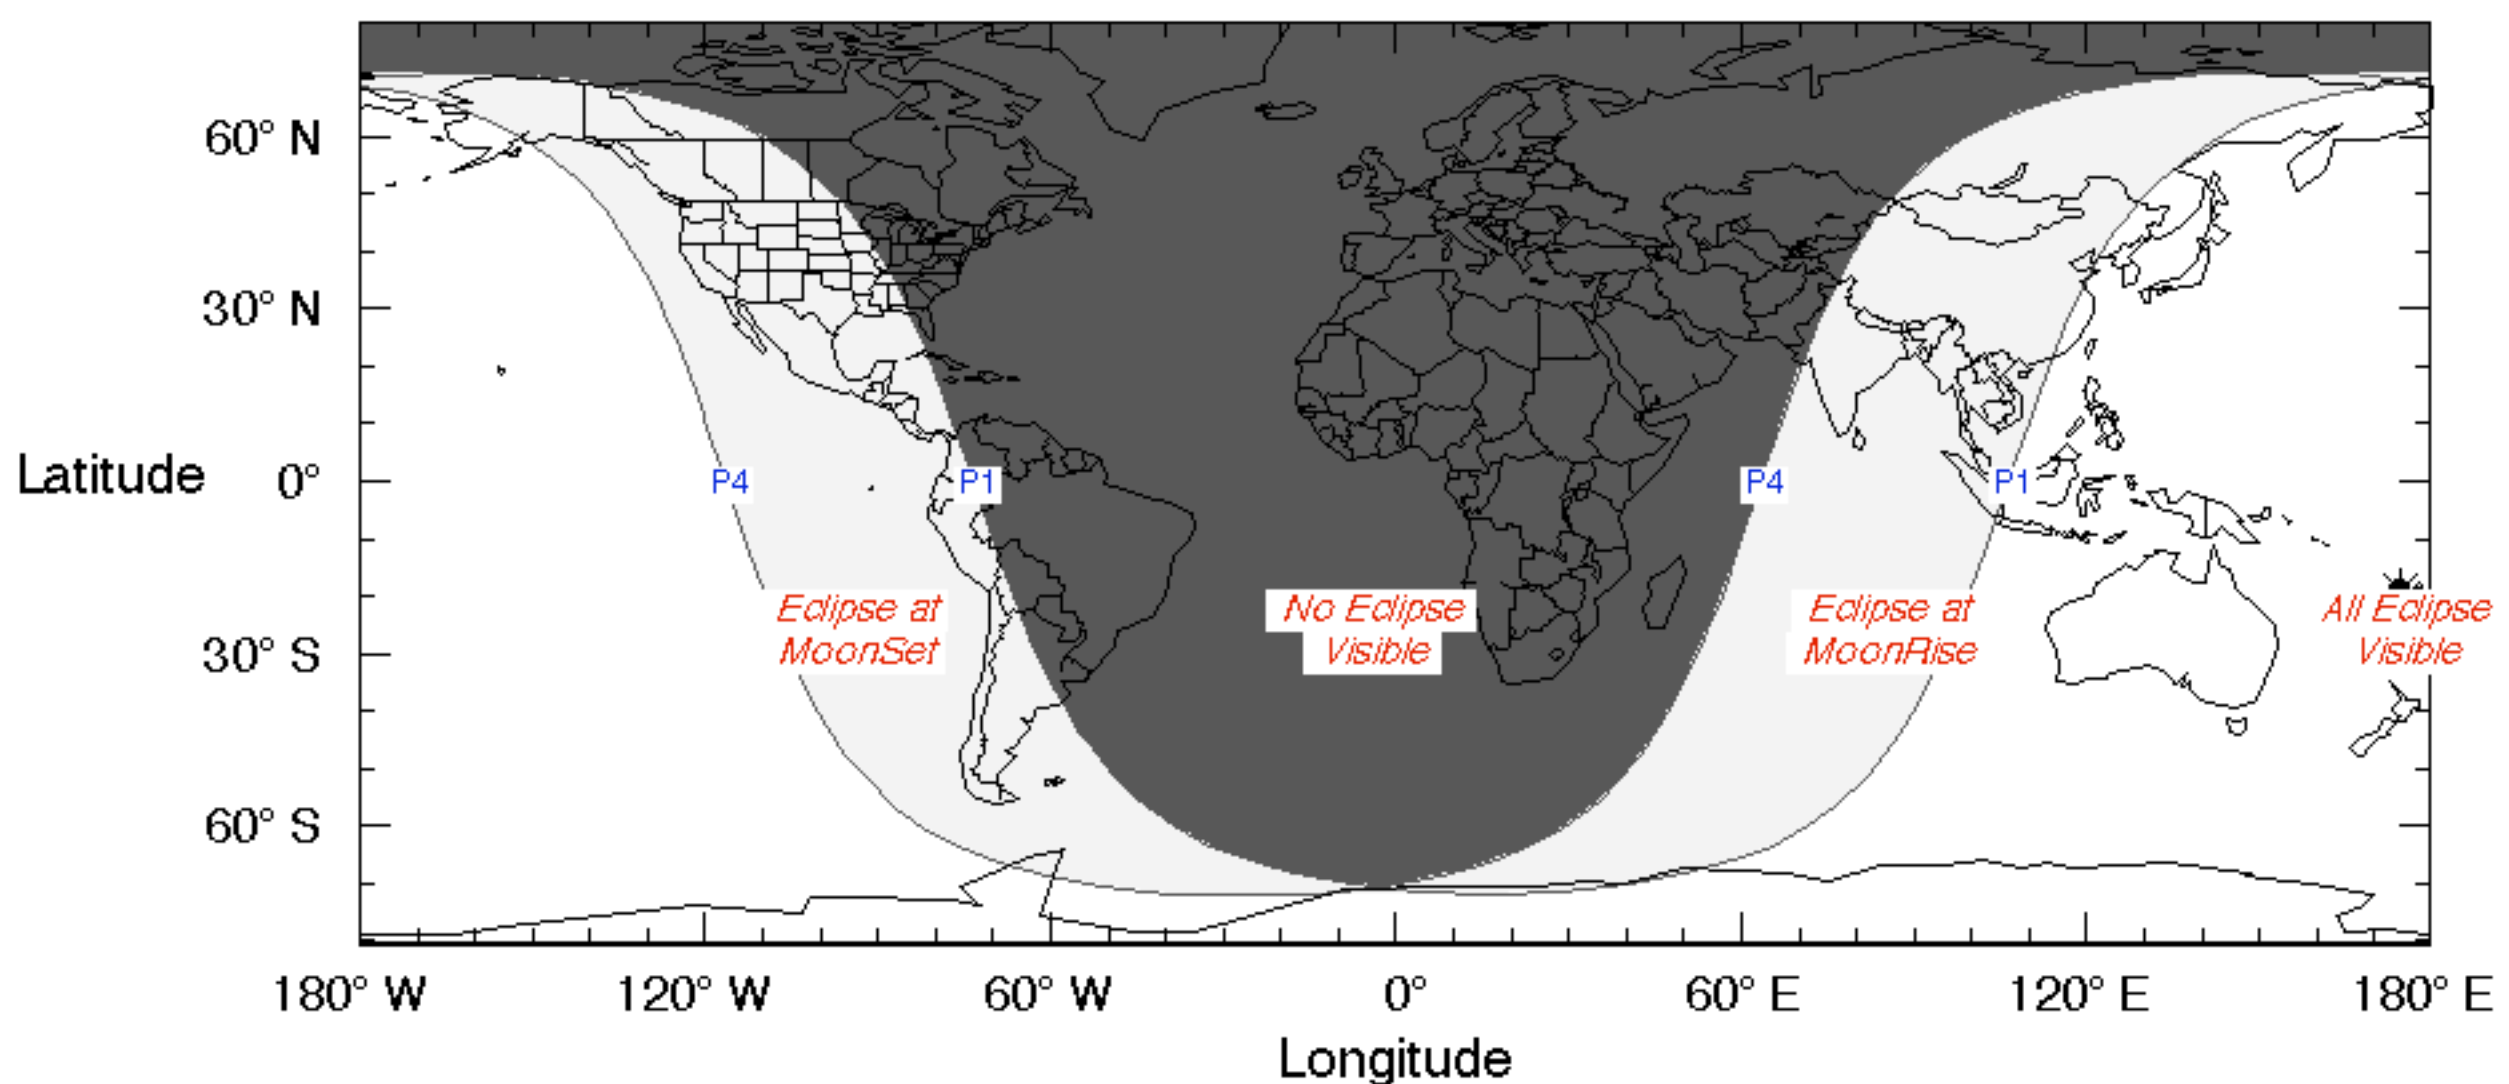 60° N
30° N
Latitude
0°
P4
P1
P4
P1
Eclipse at
MoonSet
No Eclipse
Visible
Eclipse at
MoonRise
All Eclipse
Visible
30° S
60° S
180° W
120° W
60° W
0°
60° E
120° E
180° E
Longitude